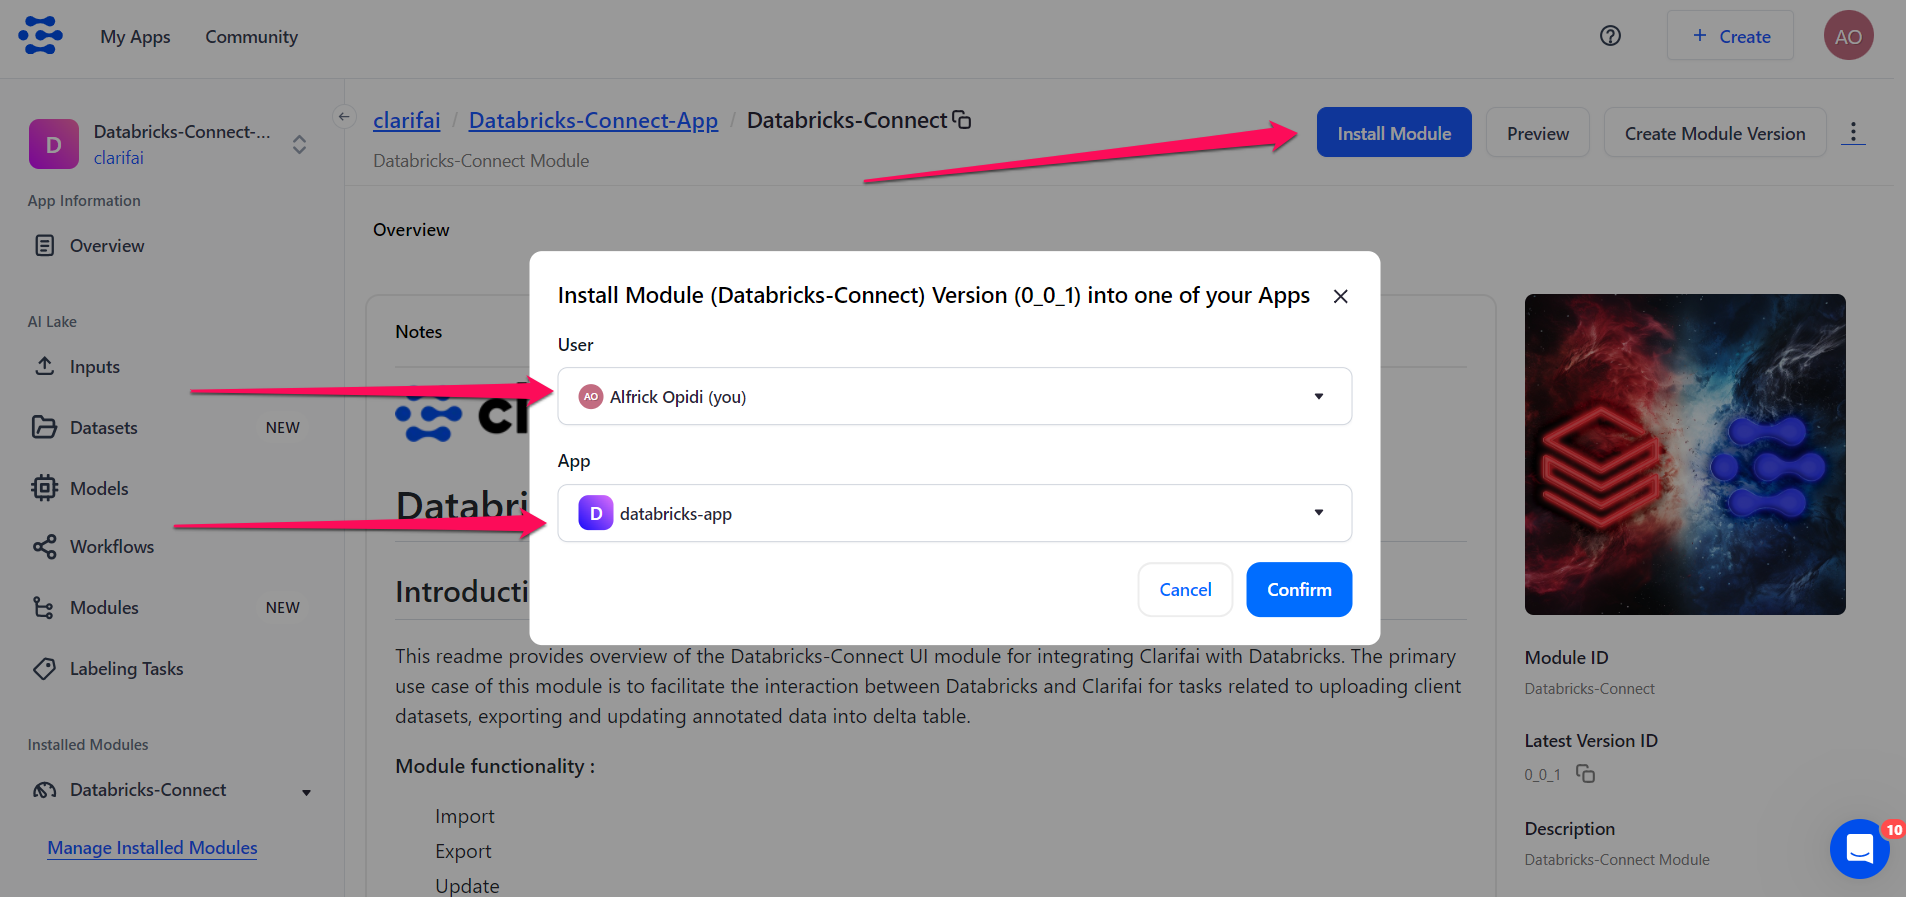 My Apps
Community
+ Create
AO
D
Databricks-Connect-...
clarifai
clarifai / Databricks-Connect-App / Databricks-Connect
Databricks-Connect Module
Install Module
Preview
Create Module Version
App Information
Overview
AI Lake
Inputs
Datasets NEW
Models
Workflows
Modules NEW
Labeling Tasks
Installed Modules
Databricks-Connect
Manage Installed Modules
Overview
Notes
Install Module (Databricks-Connect) Version (0_0_1) into one of your Apps
User
AO Alfrick Opidi (you)
App
D databricks-app
Cancel
Confirm
This readme provides overview of the Databricks-Connect UI module for integrating Clarifai with Databricks. The primary
use case of this module is to facilitate the interaction between Databricks and Clarifai for tasks related to uploading client
datasets, exporting and updating annotated data into delta table.
Module functionality :
Import
Export
Update
Module ID
Databricks-Connect
Latest Version ID
0_0_1
Description
Databricks-Connect Module
10